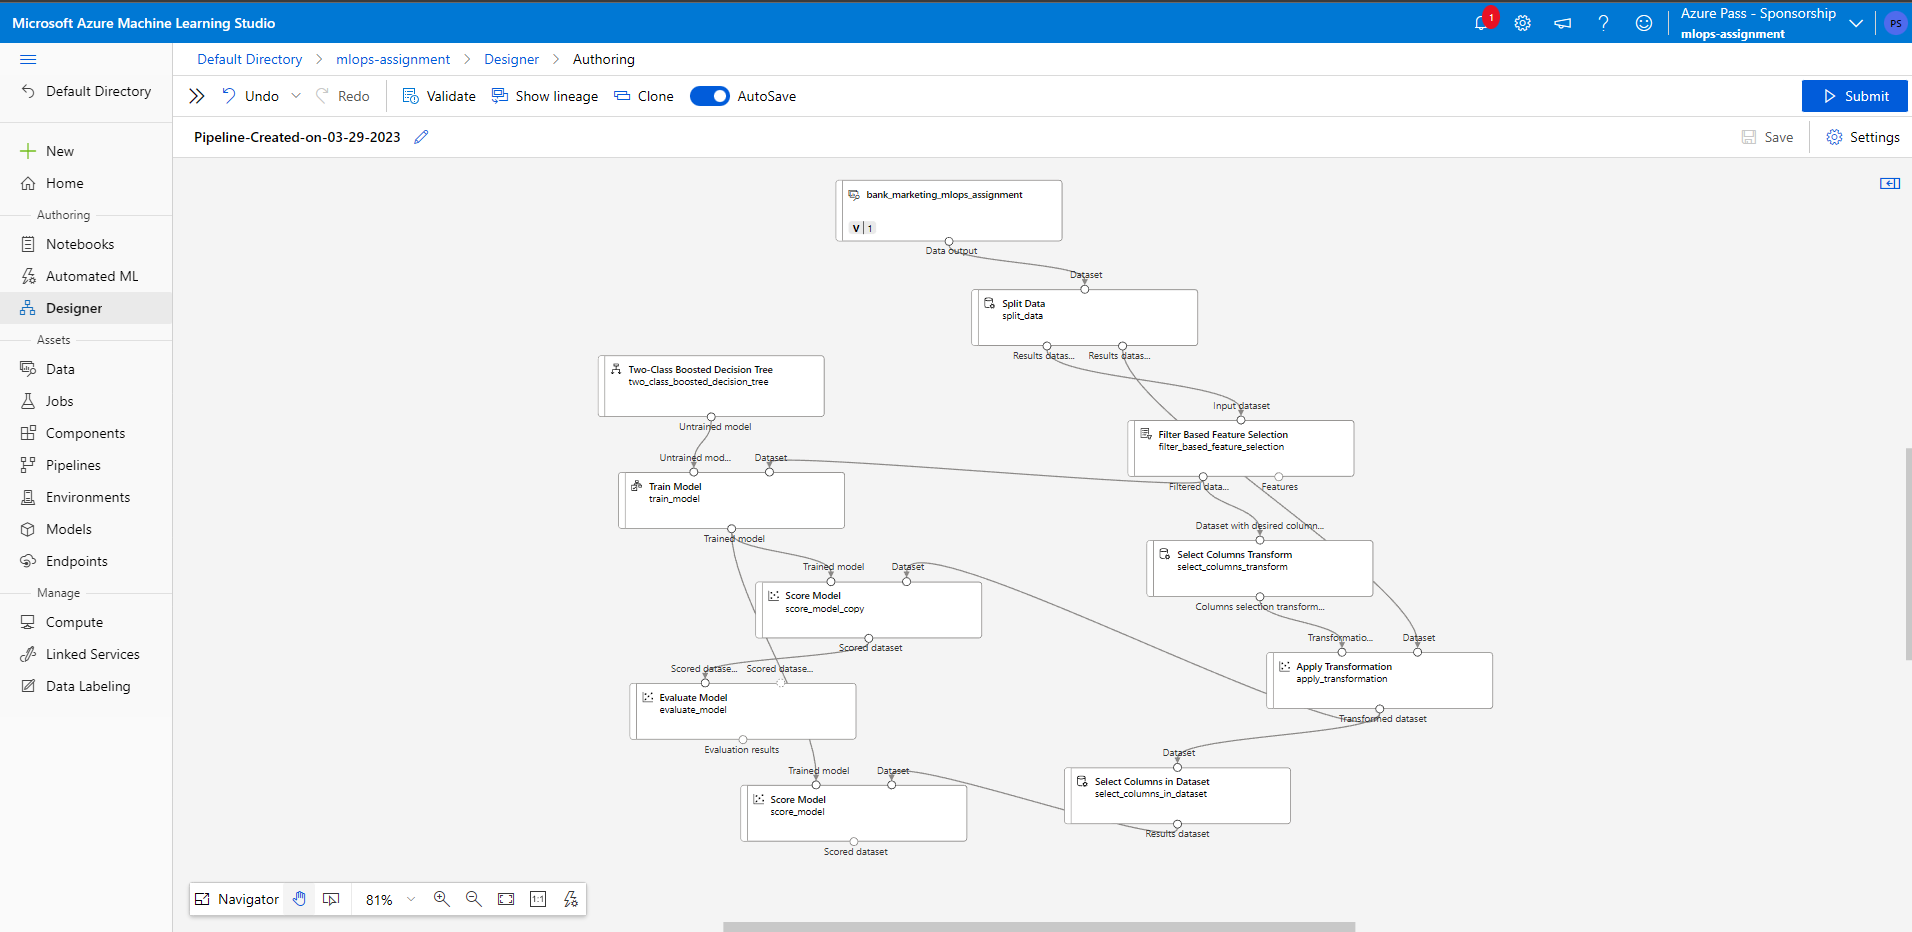 Microsoft Azure Machine Learning Studio
1
Azure Pass - Sponsorship
mlops-assignment
PS
Default Directory
Default Directory
mlops-assignment
Designer
Authoring
Undo
Redo
Validate
Show lineage
Clone
AutoSave
Submit
Pipeline-Created-on-03-29-2023
Save
Settings
New
Home
Authoring
Notebooks
Automated ML
Designer
Assets
Data
Jobs
Components
Pipelines
Environments
Models
Endpoints
Manage
Compute
Linked Services
Data Labeling
bank_marketing_mlops_assignment
V 1
Data output
Dataset
Split Data
split_data
Results datas... Results datas...
Two-Class Boosted Decision Tree
two_class_boosted_decision_tree
Untrained model
Input dataset
Filter Based Feature Selection
filter_based_feature_selection
Filtered data... Features
Untrained mod... Dataset
Train Model
train_model
Trained model
Dataset with desired column...
Select Columns Transform
select_columns_transform
Columns selection transform...
Trained model Dataset
Score Model
score_model_copy
Scored dataset
Transformatio... Dataset
Apply Transformation
apply_transformation
Transformed dataset
Scored datase... Scored datase...
Evaluate Model
evaluate_model
Evaluation results
Dataset
Select Columns in Dataset
select_columns_in_dataset
Results dataset
Trained model Dataset
Score Model
score_model
Scored dataset
Navigator
81%
1:1